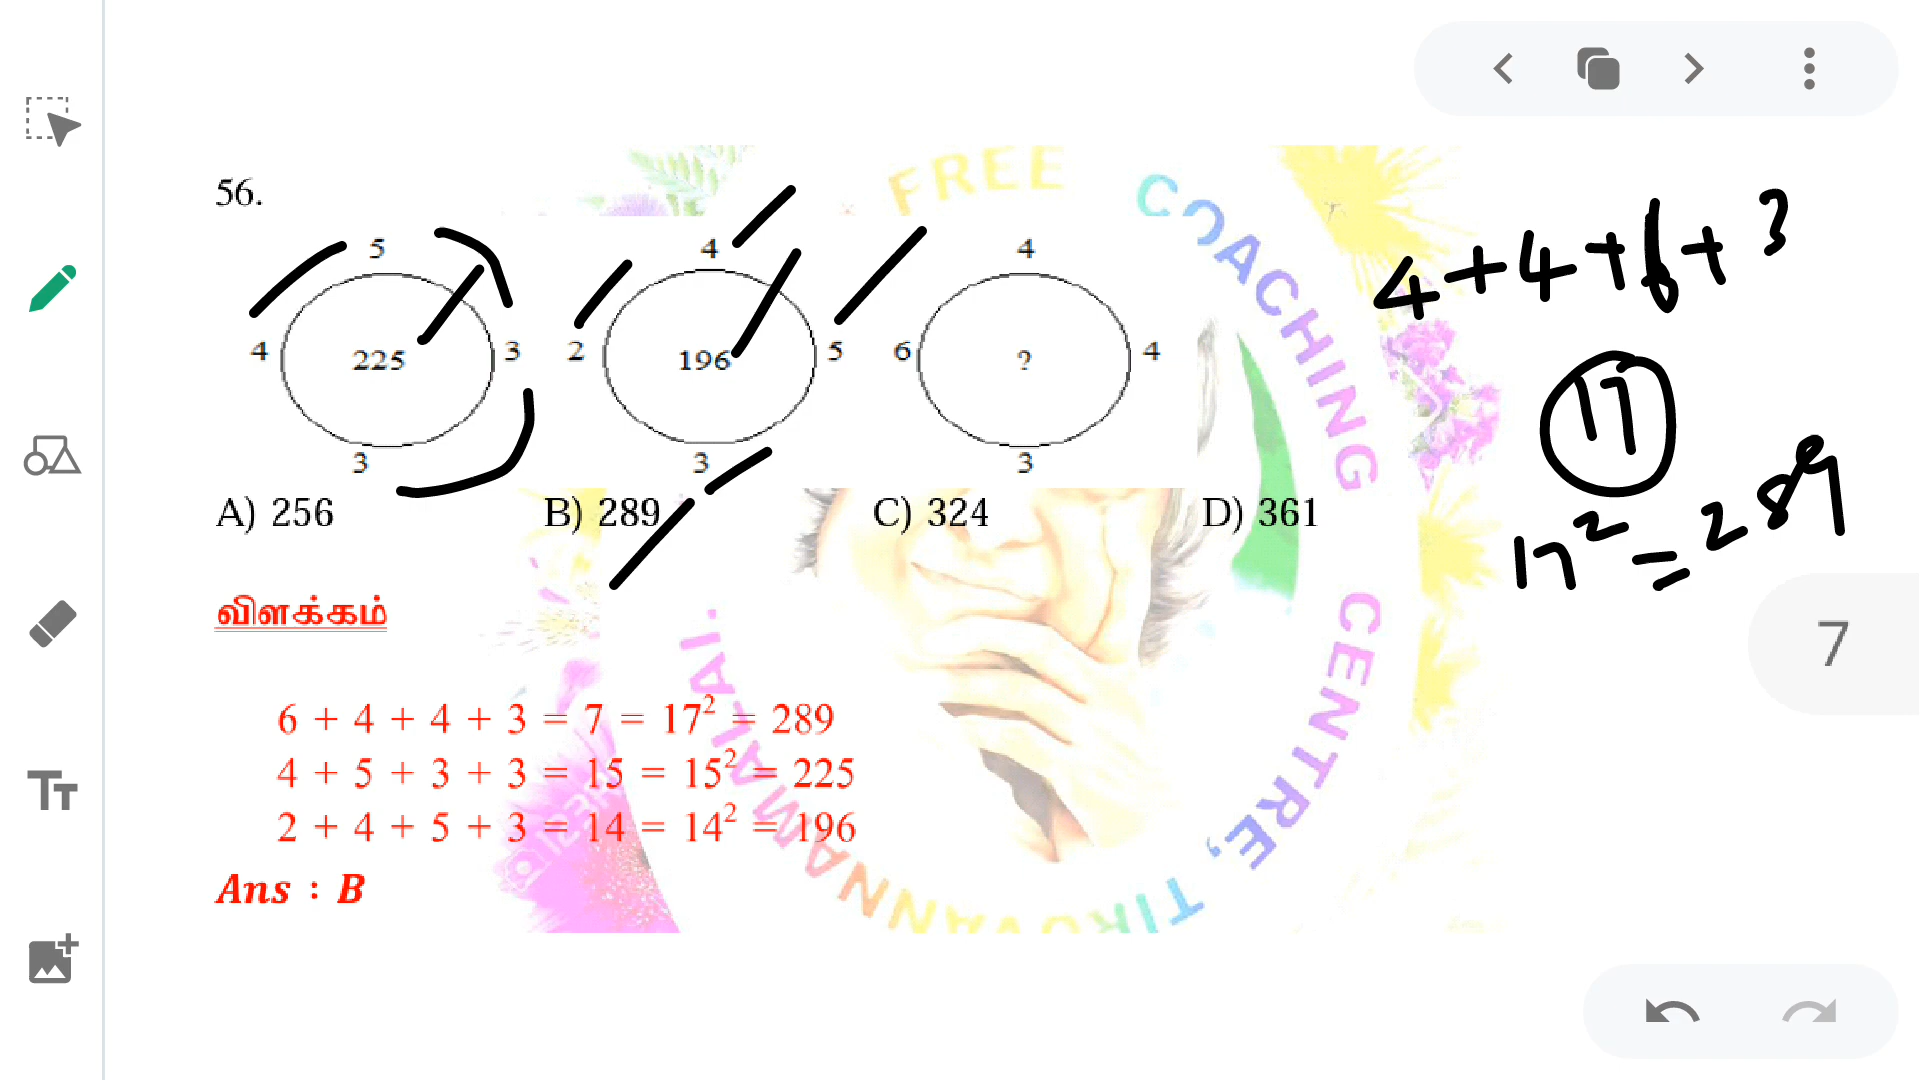 56.
5
4 225 3
3
4
2 196 5
3
4
6 ? 4
3
A) 256 B) 289 C) 324 D) 361
விளக்கம்
6 + 4 + 4 + 3 = 7 = 17² = 289
4 + 5 + 3 + 3 = 15 = 15² = 225
2 + 4 + 5 + 3 = 14 = 14² = 196
Ans : B
4+4+6+3
17
17² = 289
7
FREE COACHING CENTRE, TIRUVANNAMALAI.
Tт